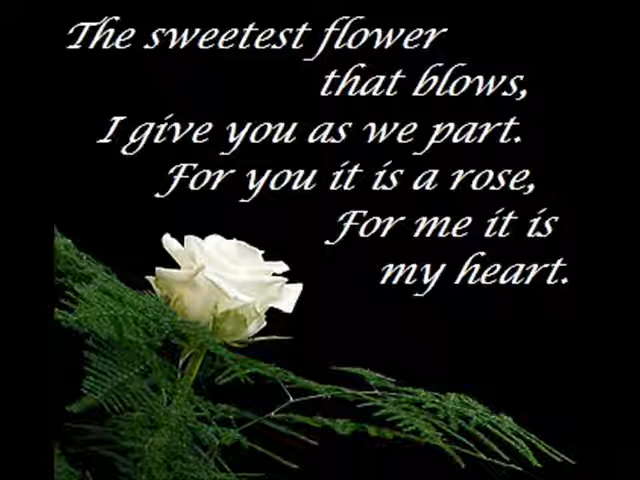 The sweetest flower
that blows,
I give you as we part.
For you it is a rose,
For me it is
my heart.